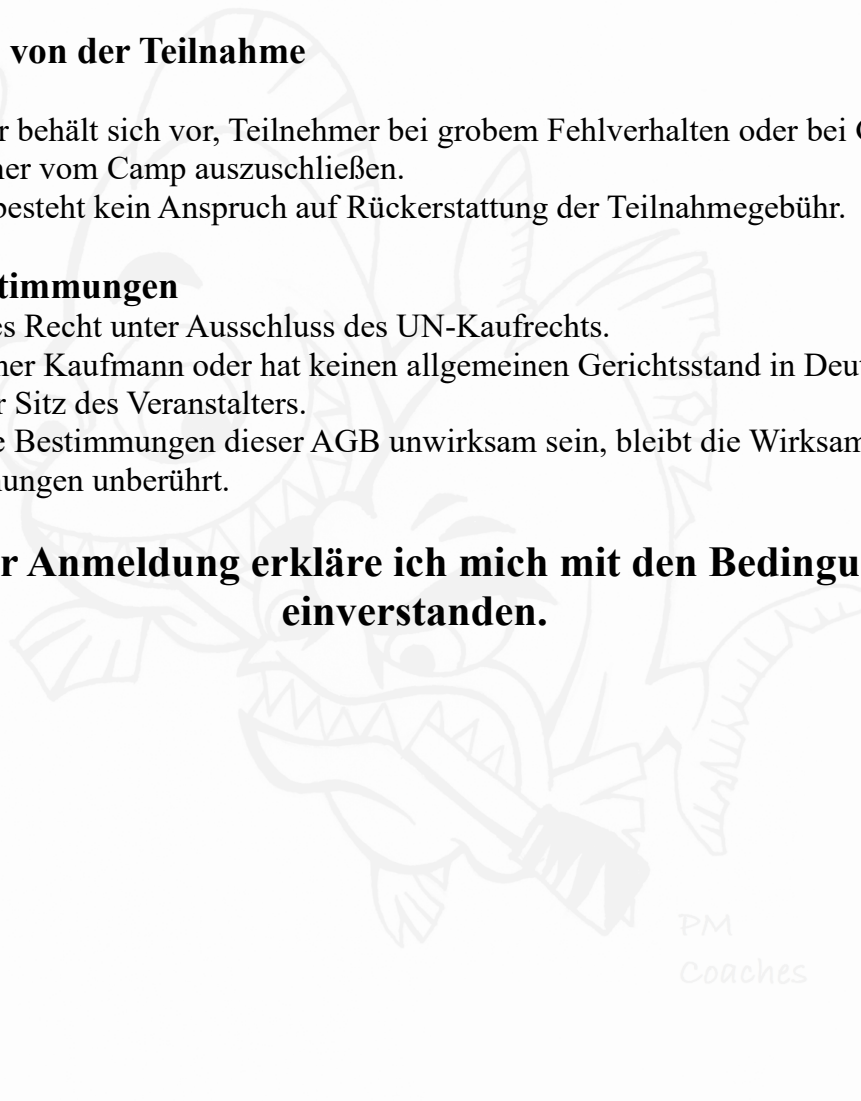 von der Teilnahme
r behält sich vor, Teilnehmer bei grobem Fehlverhalten oder bei
er vom Camp auszuschließen.
besteht kein Anspruch auf Rückerstattung der Teilnahmegebühr.
timmungen
es Recht unter Ausschluss des UN-Kaufrechts.
ner Kaufmann oder hat keinen allgemeinen Gerichtsstand in Deu
r Sitz des Veranstalters.
e Bestimmungen dieser AGB unwirksam sein, bleibt die Wirksam
nungen unberührt.
r Anmeldung erkläre ich mich mit den Bedingu
einverstanden.
PM
Coaches